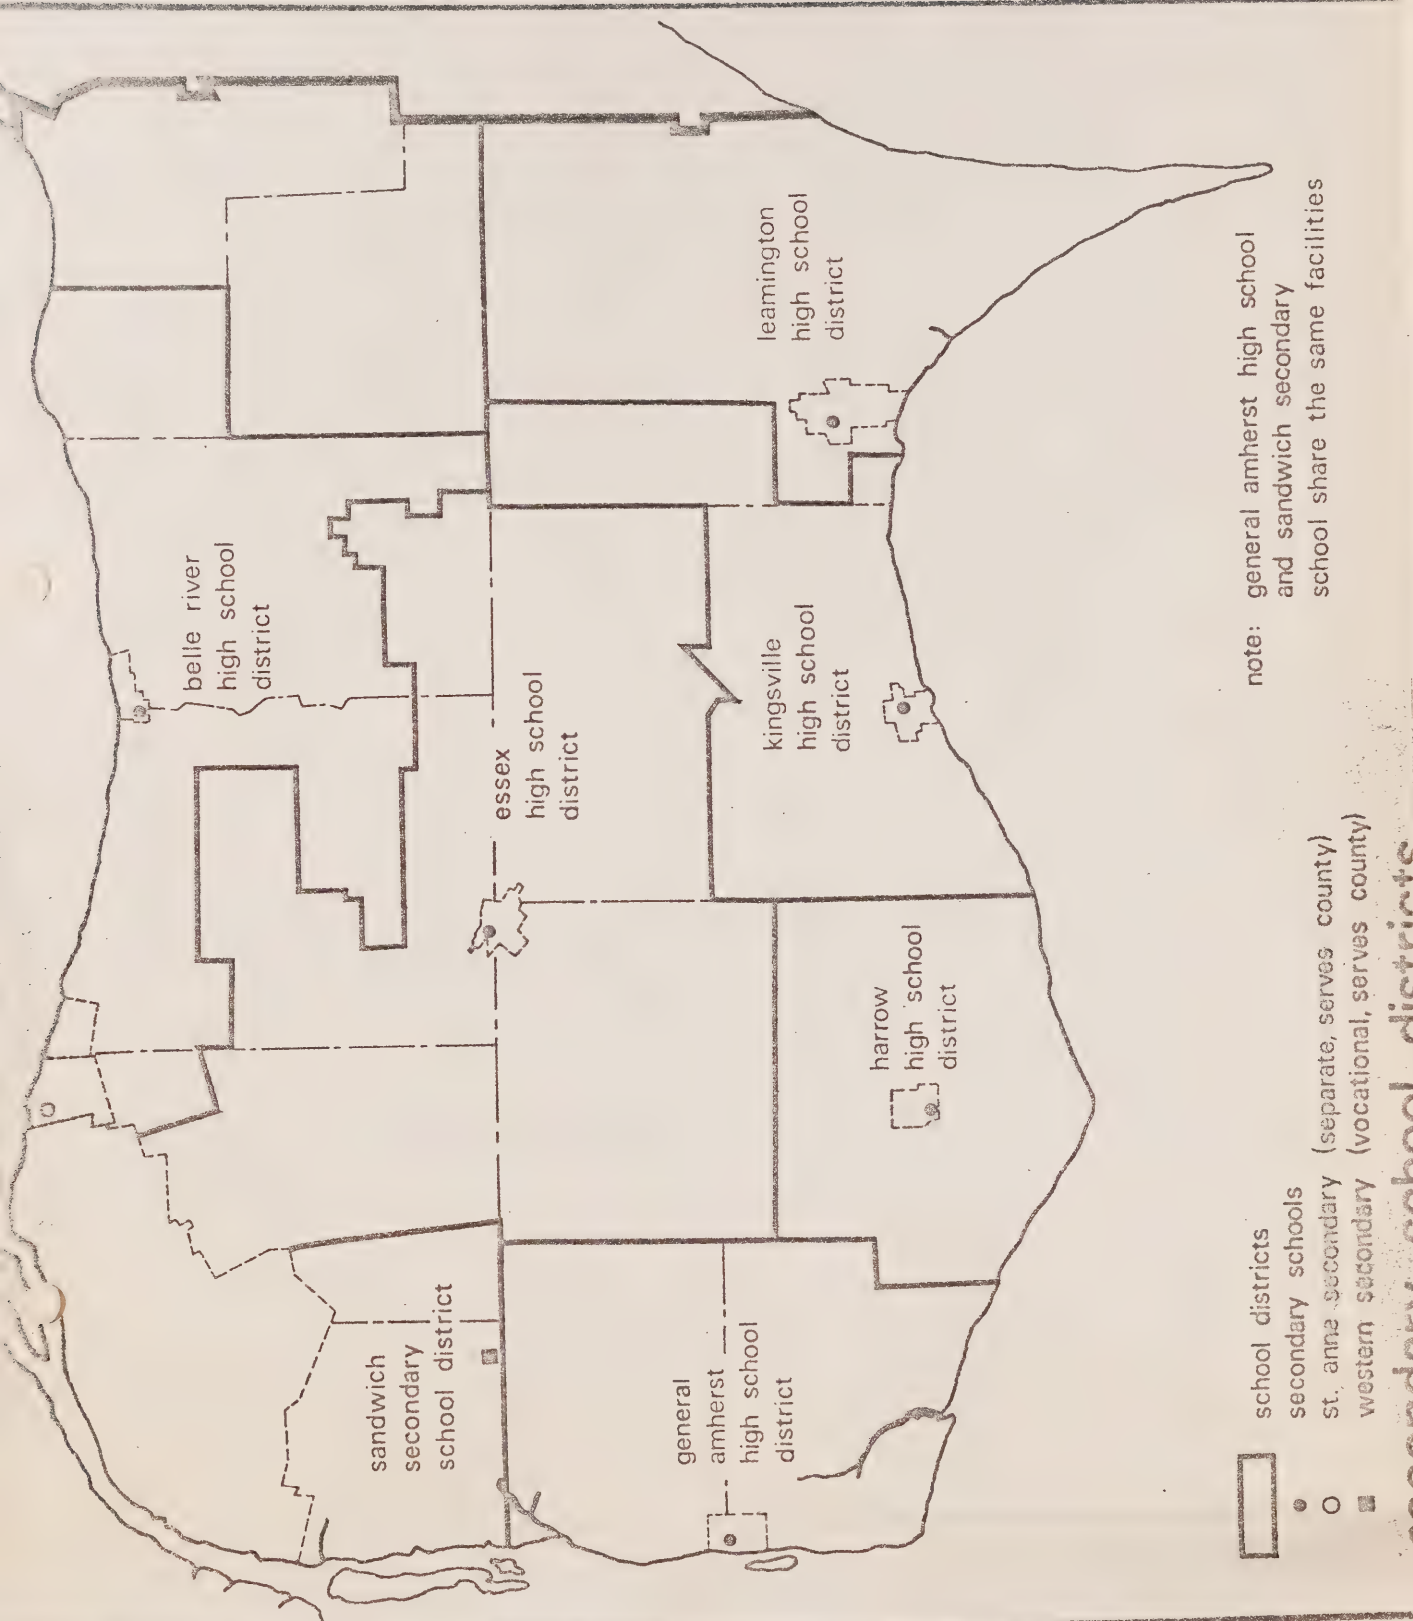 belle river
high school
district
leamington
high school
district
essex
high school
district
kingsville
high school
district
sandwich
secondary
school district
general
amherst
high school
district
harrow
high school
district
school districts
secondary schools
st. anne secondary (separate, serves county)
western secondary (vocational, serves county)
note: general amherst high school
and sandwich secondary
school share the same facilities
secondary school districts